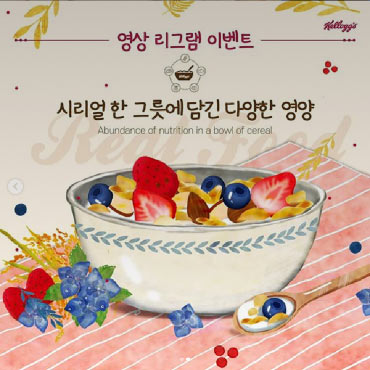 Kellogg's
영상 리그램 이벤트
시리얼 한 그릇에 담긴 다양한 영양
Abundance of nutrition in a bowl of cereal
Real Food